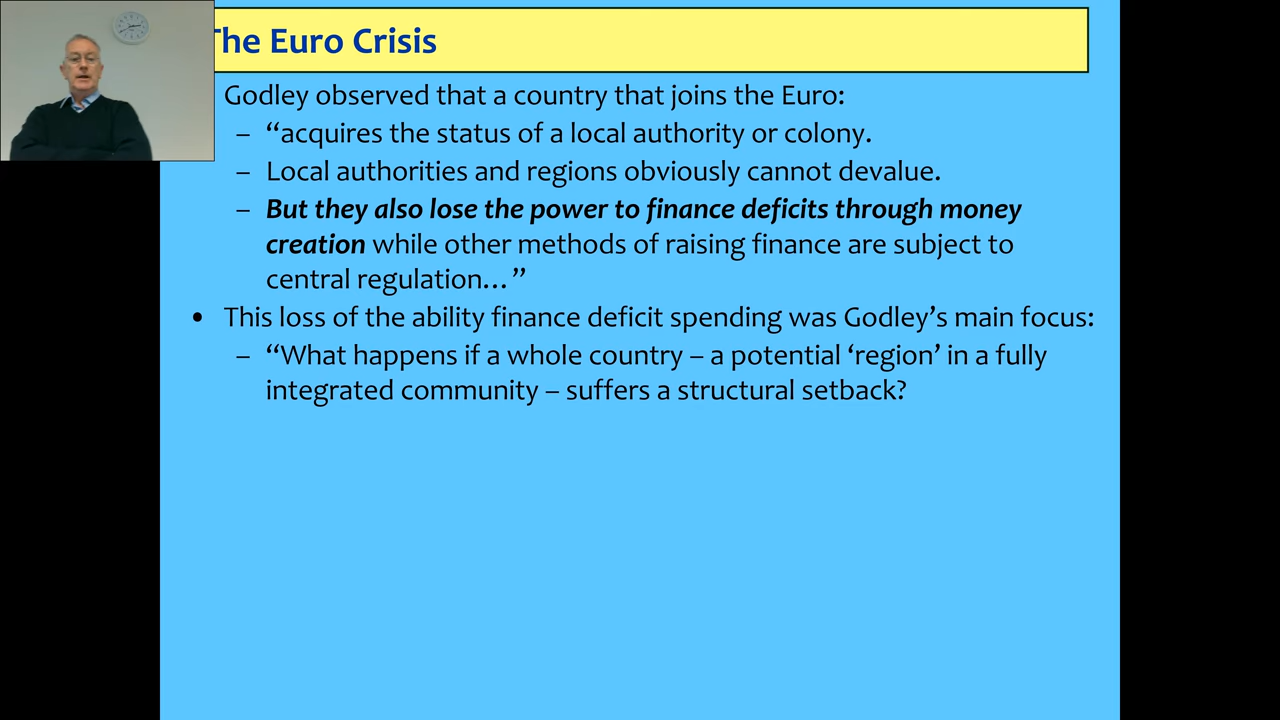 The Euro Crisis
Godley observed that a country that joins the Euro:
– “acquires the status of a local authority or colony.
– Local authorities and regions obviously cannot devalue.
– But they also lose the power to finance deficits through money
creation while other methods of raising finance are subject to
central regulation…”
• This loss of the ability finance deficit spending was Godley’s main focus:
– “What happens if a whole country – a potential ‘region’ in a fully
integrated community – suffers a structural setback?